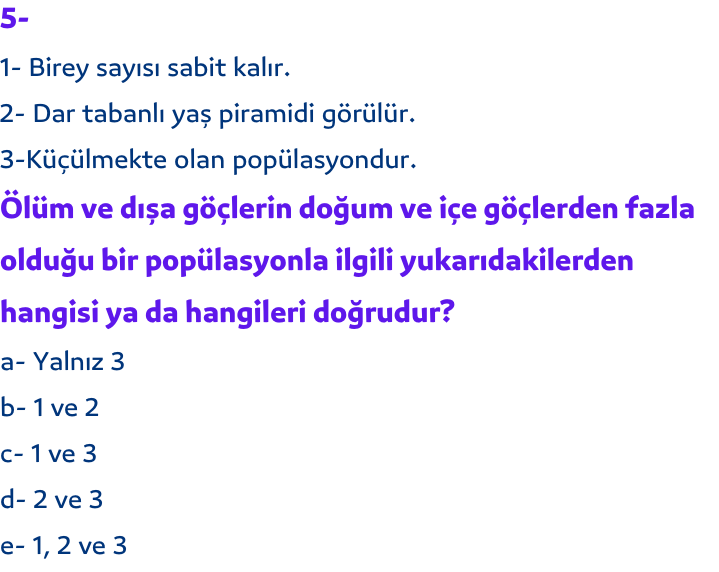 5-
1- Birey sayısı sabit kalır.
2- Dar tabanlı yaş piramidi görülür.
3-Küçülmekte olan popülasyondur.
Ölüm ve dışa göçlerin doğum ve içe göçlerden fazla
olduğu bir popülasyonla ilgili yukarıdakilerden
hangisi ya da hangileri doğrudur?
a- Yalnız 3
b- 1 ve 2
c- 1 ve 3
d- 2 ve 3
e- 1, 2 ve 3